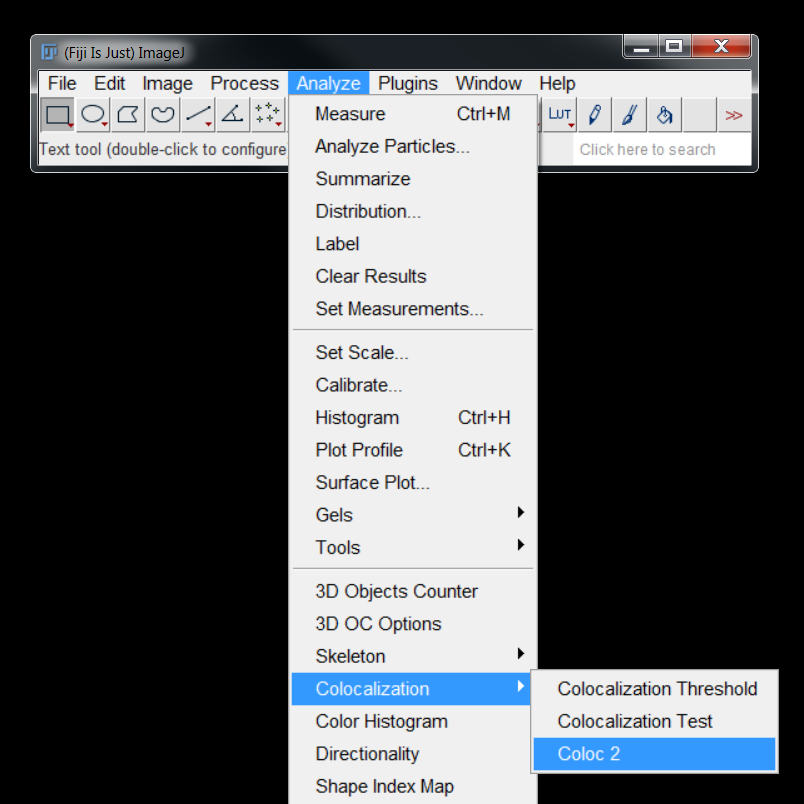 (Fiji Is Just) ImageJ
File Edit Image Process Analyze Plugins Window Help
LUT >>
Text tool (double-click to configure
Click here to search
Measure Ctrl+M
Analyze Particles...
Summarize
Distribution...
Label
Clear Results
Set Measurements...
Set Scale...
Calibrate...
Histogram Ctrl+H
Plot Profile Ctrl+K
Surface Plot...
Gels
Tools
3D Objects Counter
3D OC Options
Skeleton
Colocalization
Color Histogram
Directionality
Shape Index Map
Colocalization Threshold
Colocalization Test
Coloc 2